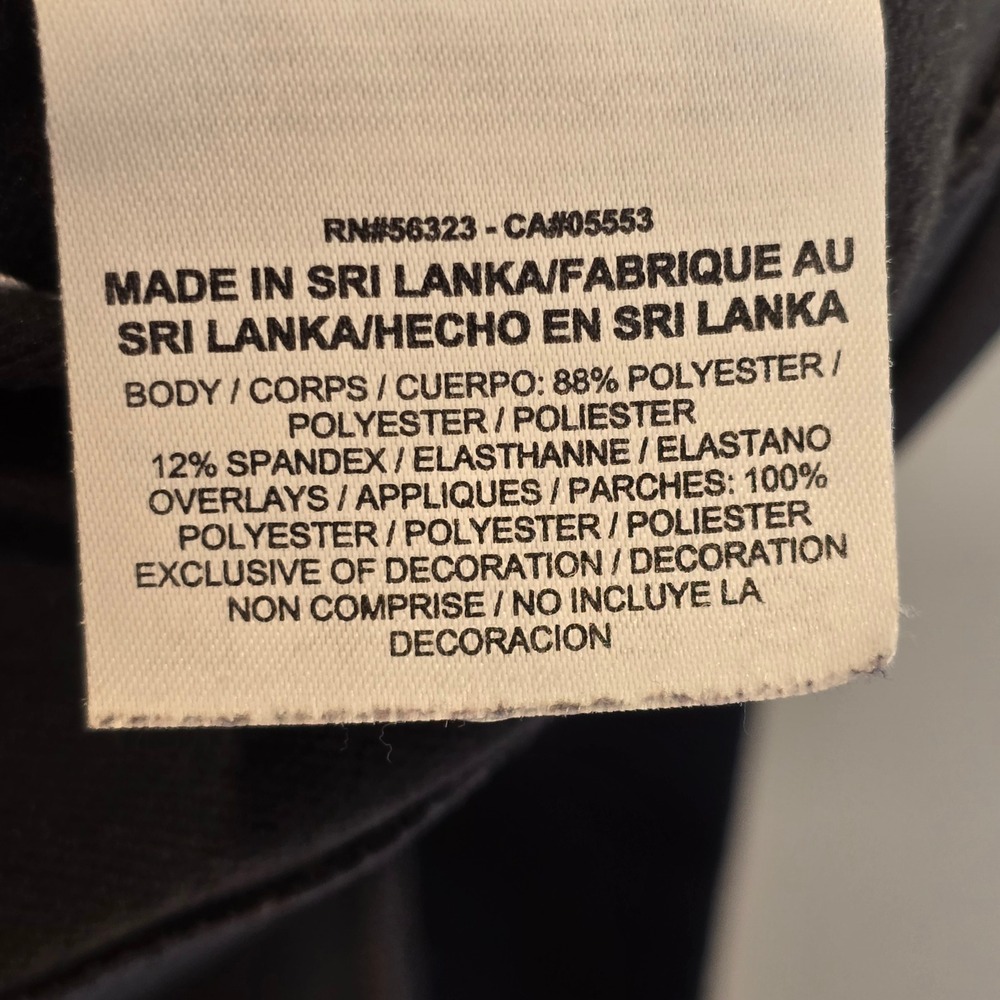 RN#56323 - CA#05553
MADE IN SRI LANKA/FABRIQUE AU
SRI LANKA/HECHO EN SRI LANKA
BODY / CORPS / CUERPO: 88% POLYESTER /
POLYESTER / POLIESTER
12% SPANDEX / ELASTHANNE / ELASTANO
OVERLAYS / APPLIQUES / PARCHES: 100%
POLYESTER / POLYESTER / POLIESTER
EXCLUSIVE OF DECORATION / DECORATION
NON COMPRISE / NO INCLUYE LA
DECORACION